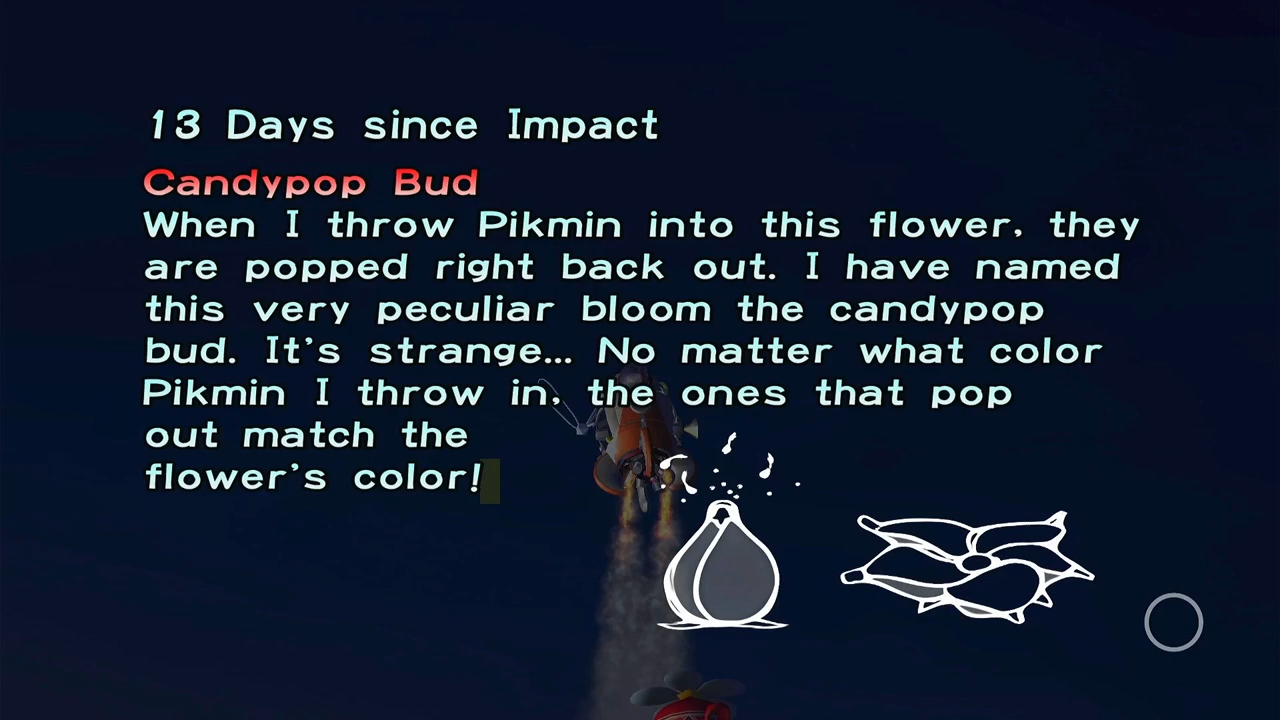 13 Days since Impact
Candypop Bud
When I throw Pikmin into this flower, they
are popped right back out. I have named
this very peculiar bloom the candypop
bud. It's strange... No matter what color
Pikmin I throw in, the ones that pop
out match the
flower's color!